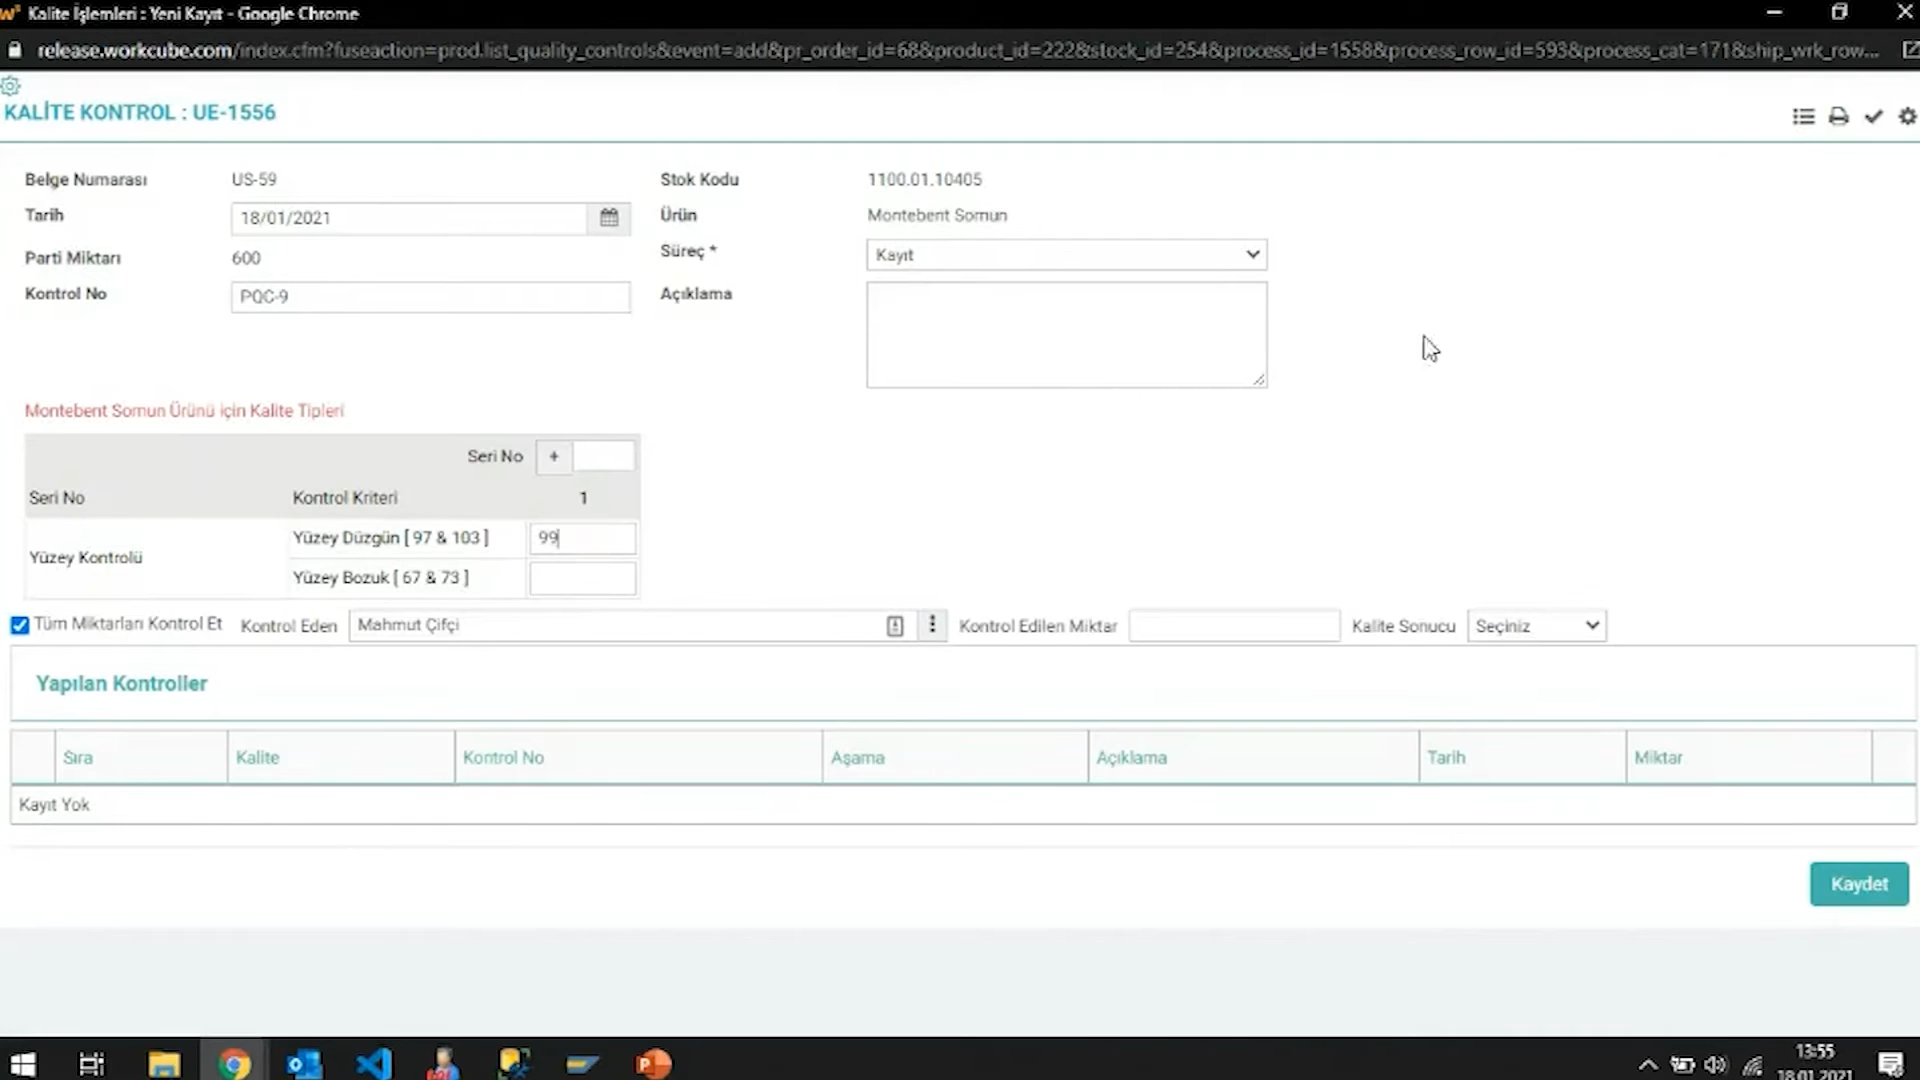 Kalite İşlemleri : Yeni Kayıt - Google Chrome
release.workcube.com/index.cfm?fuseaction=prod.list_quality_controls&event=add&pr_order_id=68&product_id=222&stock_id=254&process_id=1558&process_row_id=593&process_cat=171&ship_wrk_row...
KALİTE KONTROL : UE-1556
Belge Numarası US-59 Stok Kodu 1100.01.10405
Tarih 18/01/2021 Ürün Montebent Somun
Parti Miktarı 600 Süreç * Kayıt
Kontrol No PQC-9 Açıklama
Montebent Somun Ürünü için Kalite Tipleri
Seri No +
Seri No Kontrol Kriteri 1
Yüzey Kontrolü
Yüzey Düzgün [ 97 & 103 ] 99
Yüzey Bozuk [ 67 & 73 ]
Tüm Miktarları Kontrol Et Kontrol Eden Mahmut Çifçi Kontrol Edilen Miktar Kalite Sonucu Seçiniz
Yapılan Kontroller
Sıra Kalite Kontrol No Aşama Açıklama Tarih Miktar
Kayıt Yok
Kaydet
13:55
18.01.2021